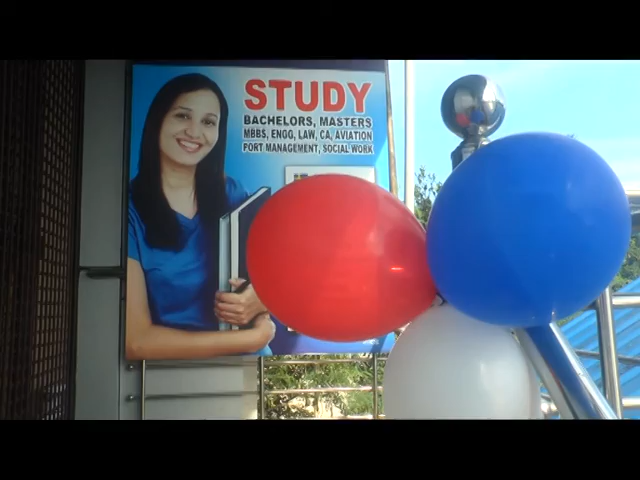 STUDY
BACHELORS, MASTERS
MBBS, ENGG, LAW, CA, AVIATION
PORT MANAGEMENT, SOCIAL WORK